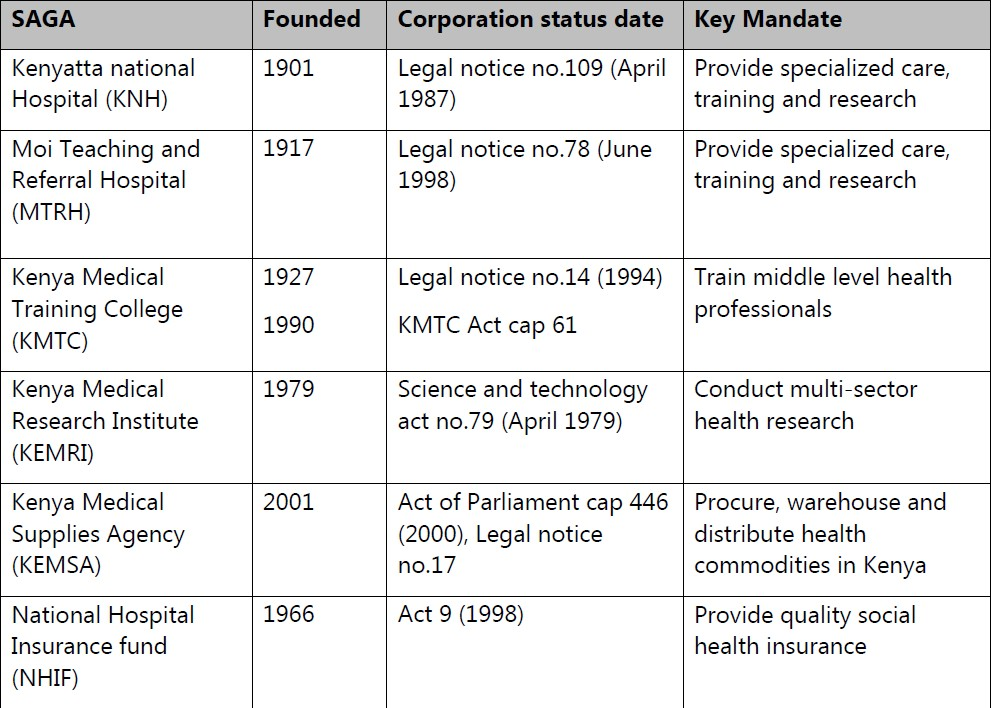 SAGA
Founded
Corporation status date
Key Mandate
Kenyatta national
Hospital (KNH)
1901
Legal notice no.109 (April
1987)
Provide specialized care,
training and research
Moi Teaching and
Referral Hospital
(MTRH)
1917
Legal notice no.78 (June
1998)
Provide specialized care,
training and research
Kenya Medical
Training College
(KMTC)
1927
1990
Legal notice no.14 (1994)
KMTC Act cap 61
Train middle level health
professionals
Kenya Medical
Research Institute
(KEMRI)
1979
Science and technology
act no.79 (April 1979)
Conduct multi-sector
health research
Kenya Medical
Supplies Agency
(KEMSA)
2001
Act of Parliament cap 446
(2000), Legal notice
no.17
Procure, warehouse and
distribute health
commodities in Kenya
National Hospital
Insurance fund
(NHIF)
1966
Act 9 (1998)
Provide quality social
health insurance